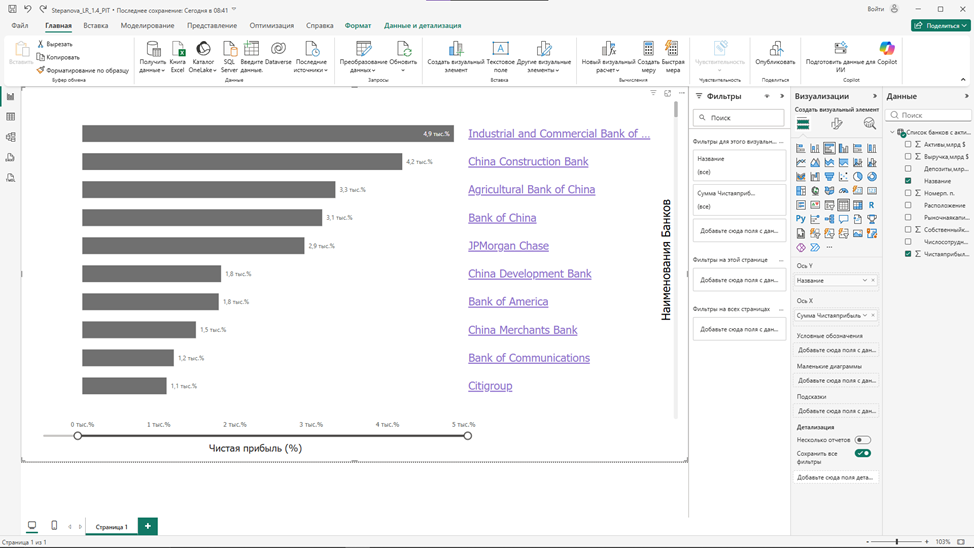 Stepanova_LR_1.4_PIT • Последнее сохранение: Сегодня в 08:41
Войти
Файл Главная Вставка Моделирование Представление Оптимизация Справка Формат Данные и детализация
Поделиться
Вставить
Вырезать
Копировать
Форматирование по образцу
Буфер обмена
Получить данные
Книга Excel
Каталог OneLake
SQL Server
Введите данные
Dataverse
Последние источники
Данные
Преобразование данных
Обновить
Запросы
Создать визуальный элемент
Текстовое поле
Другие визуальные элементы
Вставка
Новый визуальный расчет
Создать меру
Быстрая мера
Вычисления
Чувствительность
Чувствительность
Опубликовать
Поделиться
Подготовить данные для ИИ
Copilot
Copilot
4,9 тыс.% Industrial and Commercial Bank of ...
4,2 тыс.% China Construction Bank
3,3 тыс.% Agricultural Bank of China
3,1 тыс.% Bank of China
2,9 тыс.% JPMorgan Chase
1,8 тыс.% China Development Bank
1,8 тыс.% Bank of America
1,5 тыс.% China Merchants Bank
1,2 тыс.% Bank of Communications
1,1 тыс.% Citigroup
Наименования Банков
0 тыс.% 1 тыс.% 2 тыс.% 3 тыс.% 4 тыс.% 5 тыс.%
Чистая прибыль (%)
Фильтры
Поиск
Фильтры для этого визуальн... ...
Название
(все)
Сумма Чистаяприб...
(все)
Добавьте сюда поля с дан...
Фильтры на этой странице ...
Добавьте сюда поля с дан...
Фильтры на всех страницах ...
Добавьте сюда поля с дан...
Визуализации
Создать визуальный элемент
R
Py
...
Ось Y
Название
Ось X
Сумма Чистаяприбыль
Условные обозначения
Добавьте сюда поля с дан...
Маленькие диаграммы
Добавьте сюда поля с дан...
Подсказки
Добавьте сюда поля с дан...
Детализация
Несколько отчетов
Сохранить все фильтры
Добавьте сюда поля дета...
Данные
Поиск
Список банков с акти...
Активы,млрд $
Выручка,млрд $
Депозиты,млр...
Название
Номерп. п.
Расположение
Рыночнаякапи...
Собственныйк...
Числосотрудн...
Чистаяприбыл...
Страница 1
+
Страница 1 из 1
- + 103%